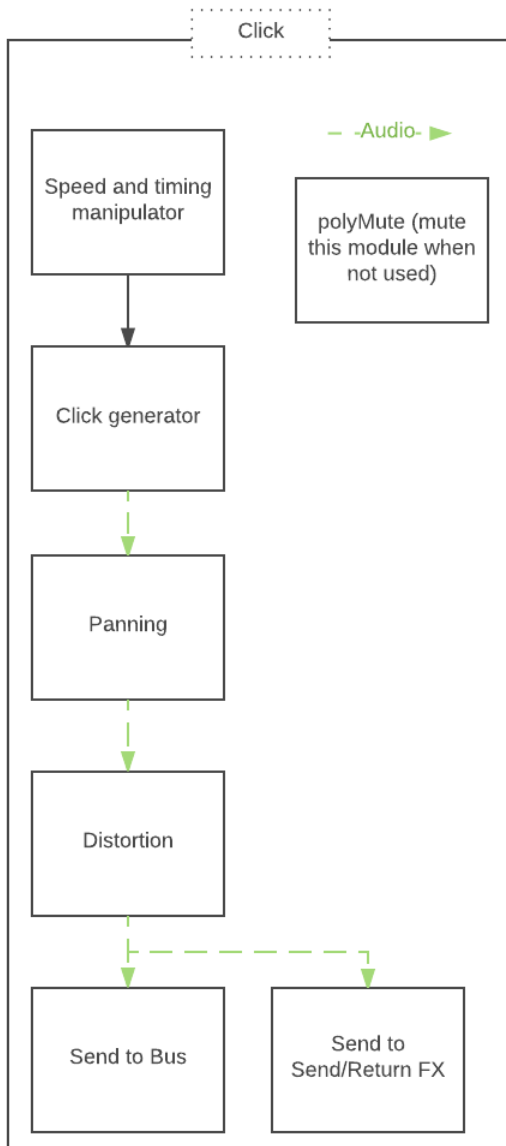 Click
Audio
Speed and timing
manipulator
polyMute (mute
this module when
not used)
Click generator
Panning
Distortion
Send to Bus
Send to
Send/Return FX